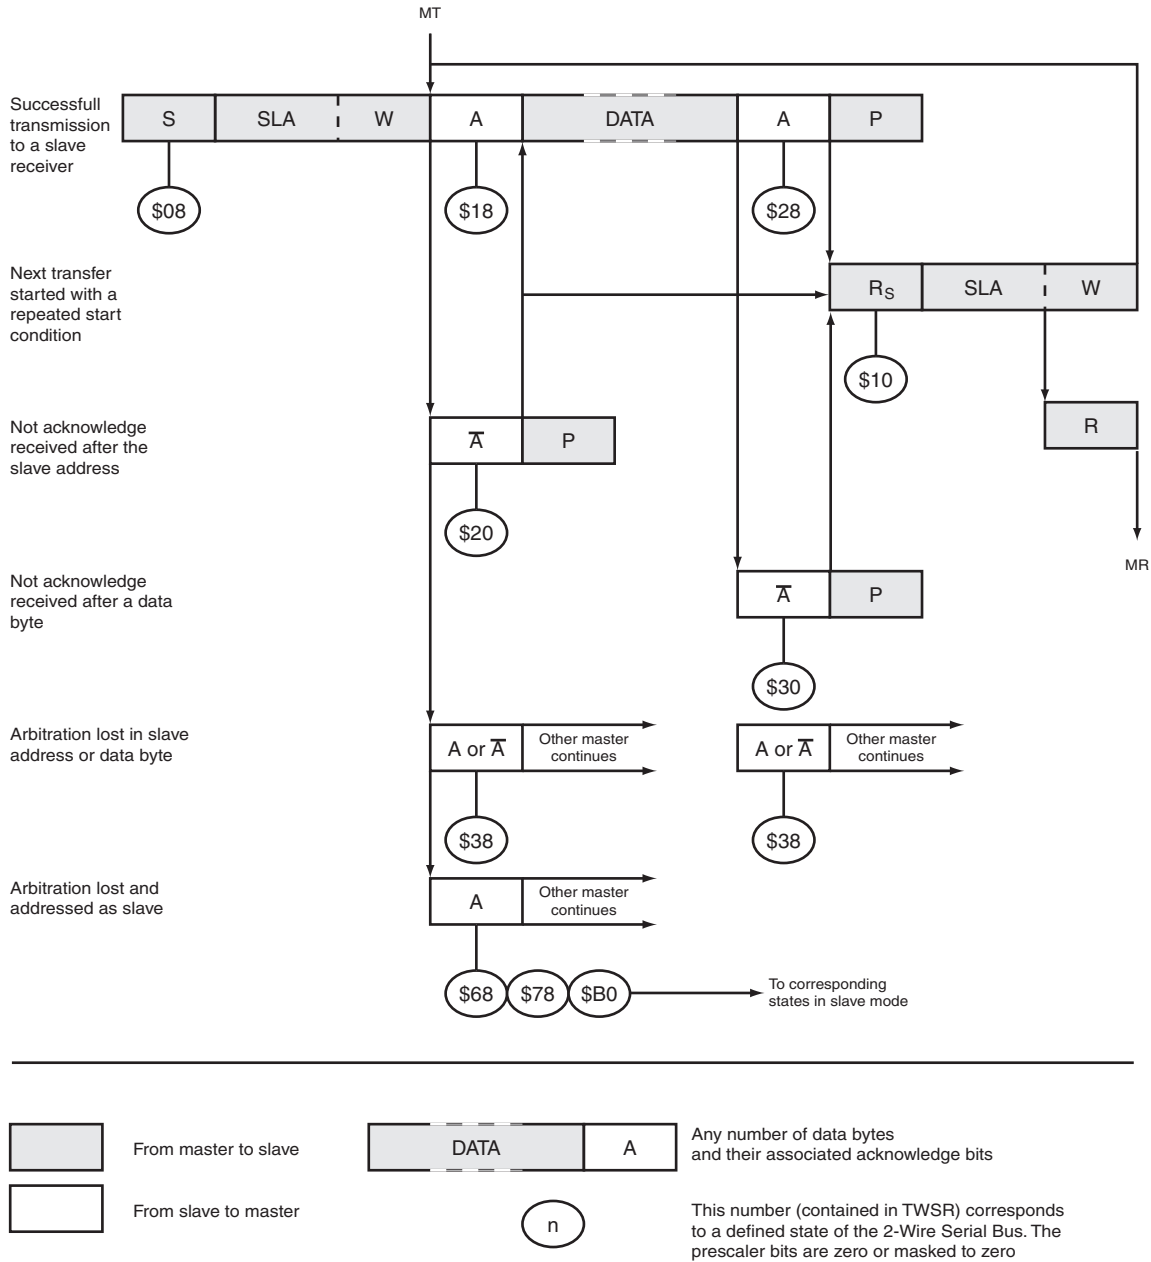 MT
Successfull
transmission
to a slave
receiver
S SLA W A DATA A P
$08 $18 $28
Next transfer
started with a
repeated start
condition
RS SLA W
$10
Not acknowledge
received after the
slave address
A̅ P
R
$20
MR
Not acknowledge
received after a data
byte
A̅ P
$30
Arbitration lost in slave
address or data byte
A or A̅
Other master
continues
A or A̅
Other master
continues
$38 $38
Arbitration lost and
addressed as slave
A
Other master
continues
$68 $78 $B0
To corresponding
states in slave mode
From master to slave
DATA A
Any number of data bytes
and their associated acknowledge bits
From slave to master
n
This number (contained in TWSR) corresponds
to a defined state of the 2-Wire Serial Bus. The
prescaler bits are zero or masked to zero